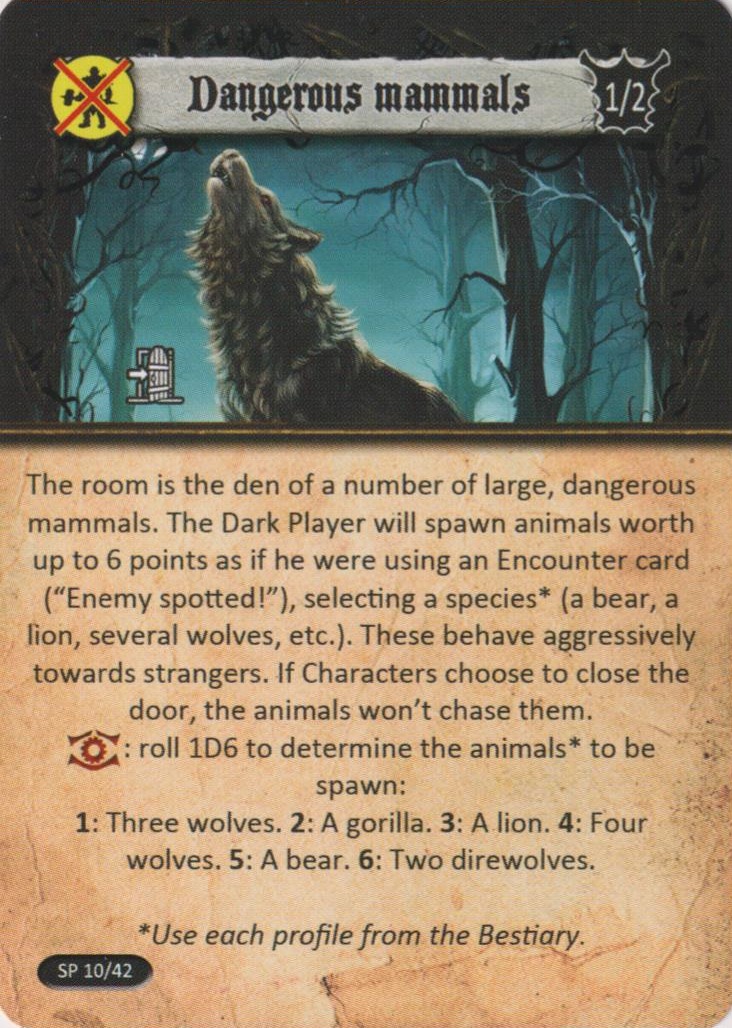 Dangerous mammals
1/2
The room is the den of a number of large, dangerous
mammals. The Dark Player will spawn animals worth
up to 6 points as if he were using an Encounter card
(“Enemy spotted!”), selecting a species* (a bear, a
lion, several wolves, etc.). These behave aggressively
towards strangers. If Characters choose to close the
door, the animals won’t chase them.
: roll 1D6 to determine the animals* to be
spawn:
1: Three wolves. 2: A gorilla. 3: A lion. 4: Four
wolves. 5: A bear. 6: Two direwolves.
*Use each profile from the Bestiary.
SP 10/42